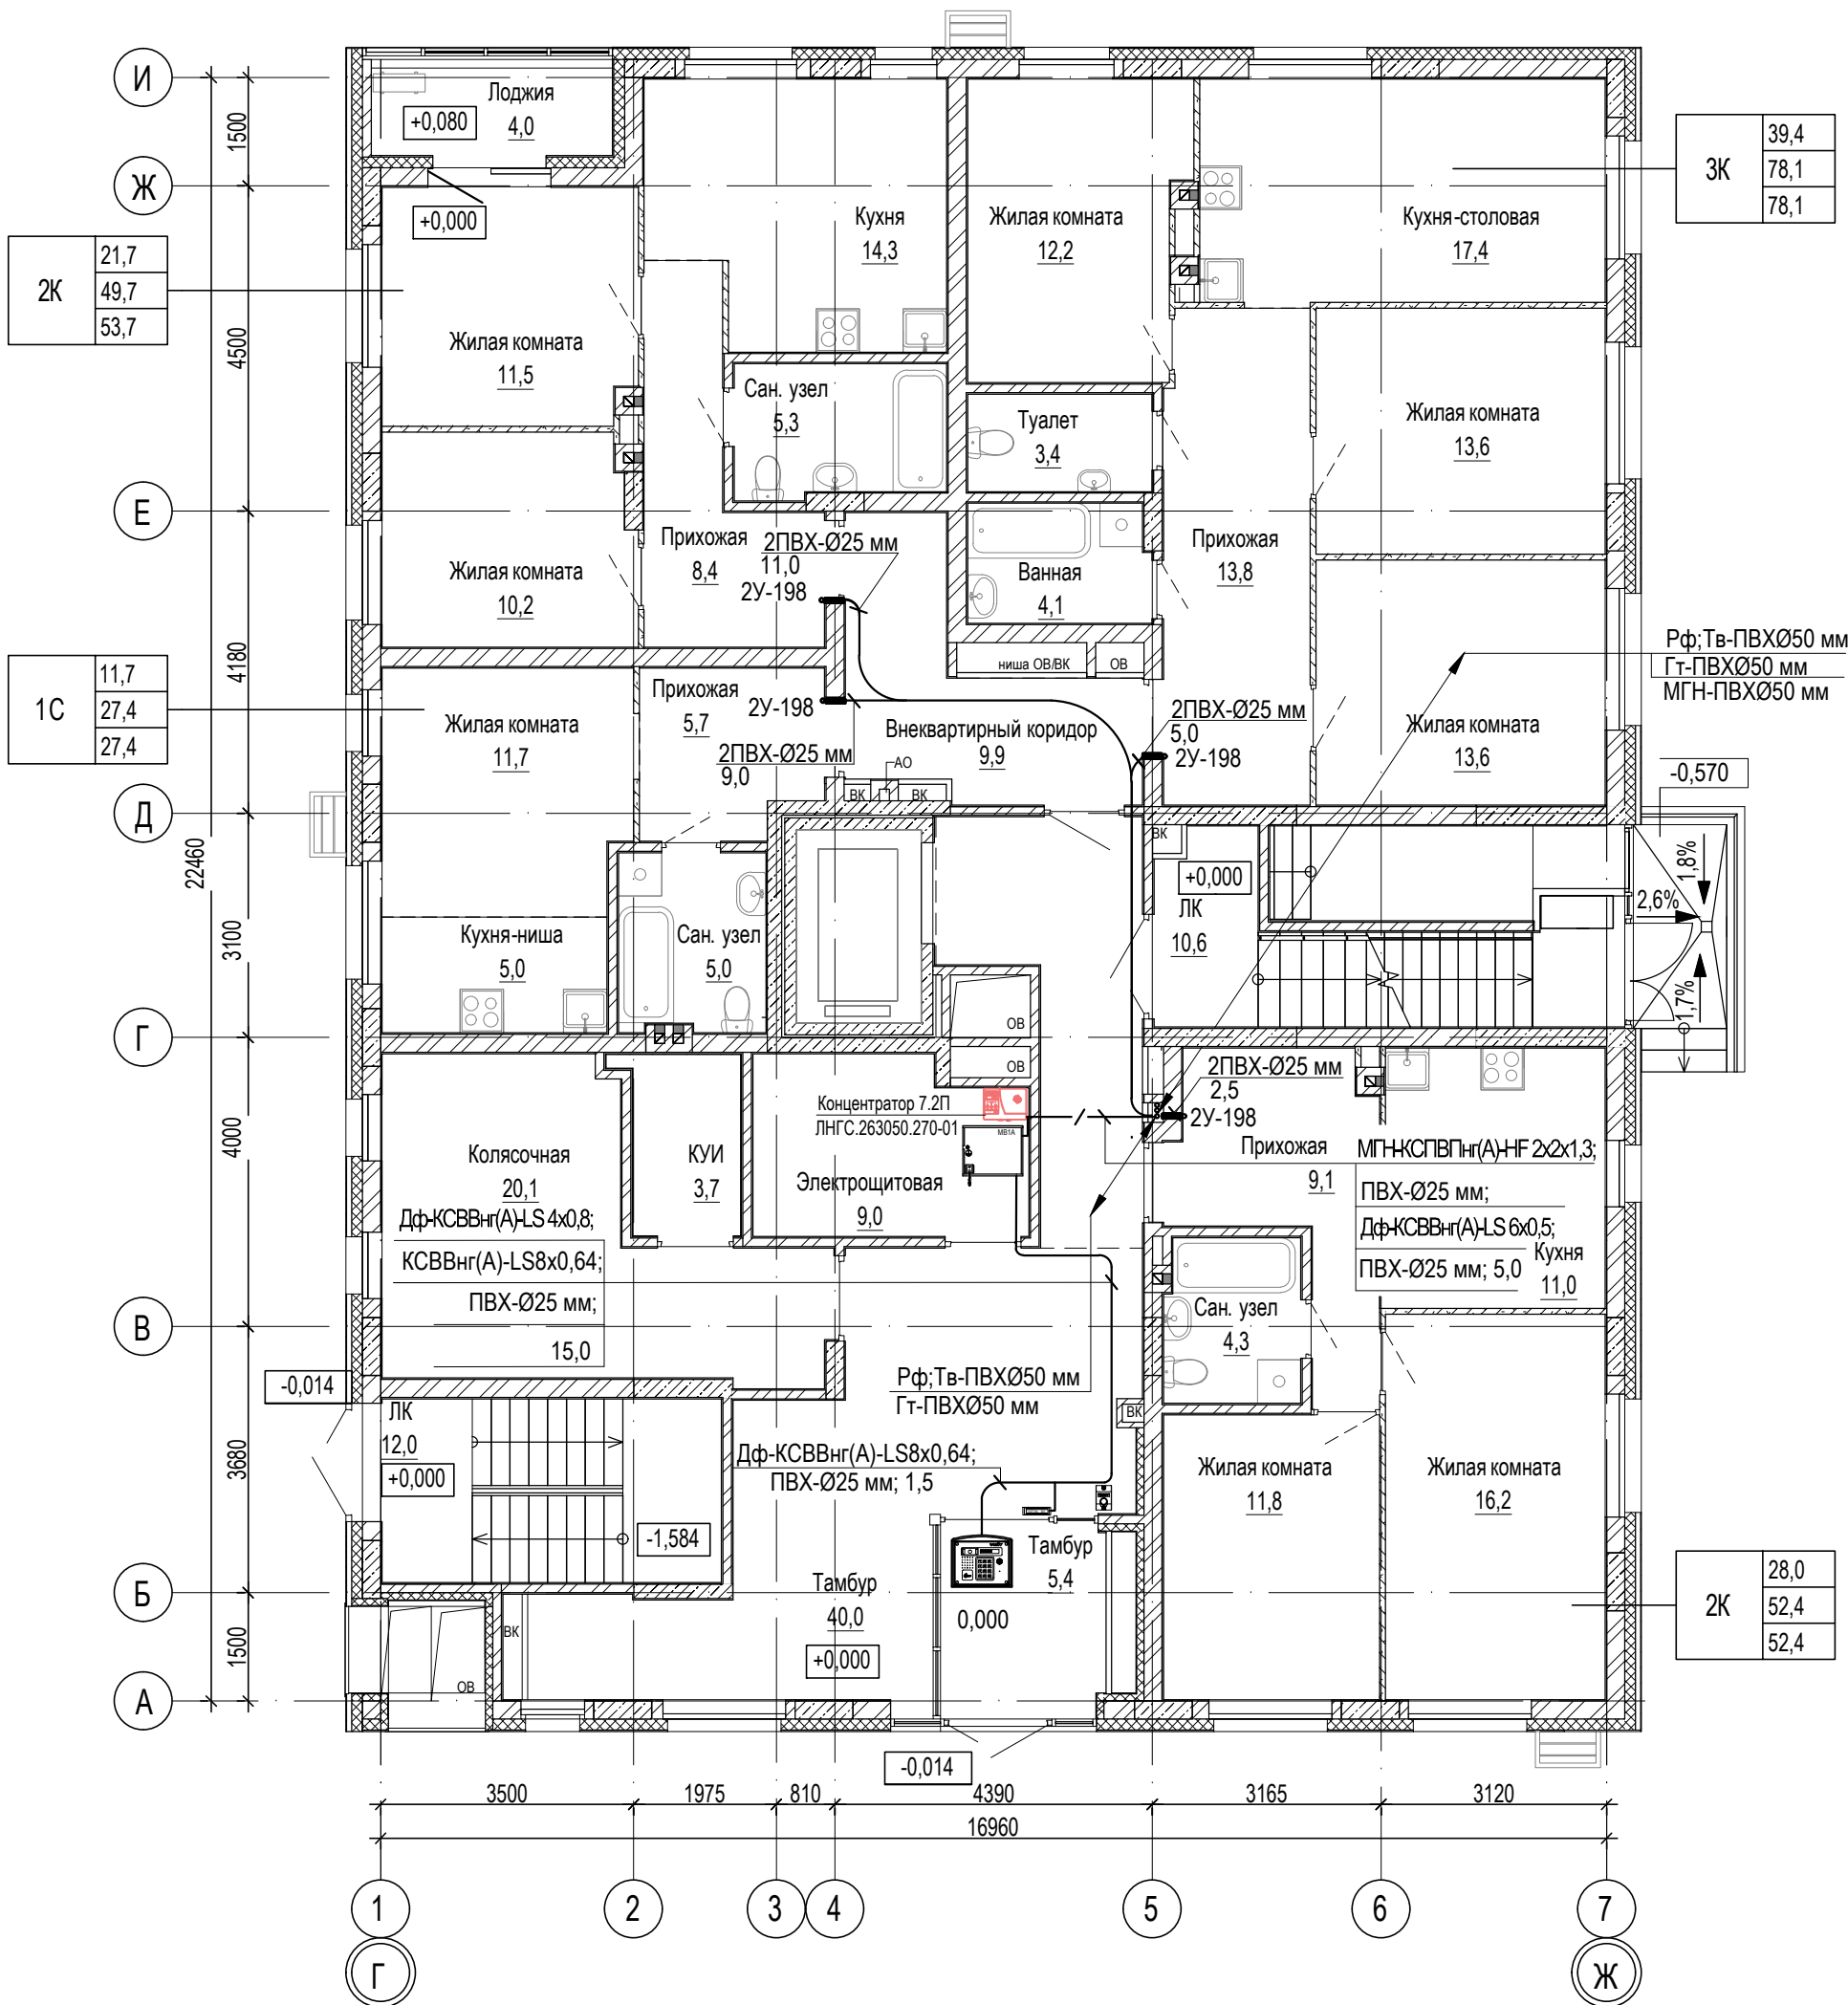 И
Лоджия
4,0
+0,080
1500
Ж
+0,000
Кухня
14,3
Жилая комната
12,2
Кухня-столовая
17,4
3К
39,4
78,1
78,1
2К
21,7
49,7
53,7
4500
Жилая комната
11,5
Сан. узел
5,3
Туалет
3,4
Жилая комната
13,6
Е
Прихожая
8,4
2ПВХ-Ø25 мм
11,0
2У-198
Жилая комната
10,2
Ванная
4,1
Прихожая
13,8
ниша ОВ/ВК
ОВ
Рф;Тв-ПВХØ50 мм
Гт-ПВХØ50 мм
МГН-ПВХØ50 мм
4180
1С
11,7
27,4
27,4
Жилая комната
11,7
Прихожая
5,7
2У-198
2ПВХ-Ø25 мм
9,0
Внеквартирный коридор
9,9
АО
ВК
ВК
2ПВХ-Ø25 мм
5,0
2У-198
Жилая комната
13,6
-0,570
Д
22460
ВК
+0,000
ЛК
10,6
1,8%
2,6%
1,7%
3100
Кухня-ниша
5,0
Сан. узел
5,0
ОВ
ОВ
Г
4000
Концентратор 7.2П
ЛНГС.263050.270-01
МВ1А
2ПВХ-Ø25 мм
2,5
2У-198
Колясочная
20,1
КУИ
3,7
Электрощитовая
9,0
Прихожая
9,1
МГН-КСПВПнг(А)-HF 2х2х1,3;
ПВХ-Ø25 мм;
Дф-КСВВнг(А)-LS 6х0,5;
ПВХ-Ø25 мм; 5,0
Кухня
11,0
Дф-КСВВнг(А)-LS 4х0,8;
КСВВнг(А)-LS8х0,64;
ПВХ-Ø25 мм;
15,0
В
Сан. узел
4,3
-0,014
Рф;Тв-ПВХØ50 мм
Гт-ПВХØ50 мм
ВК
ЛК
12,0
+0,000
3680
Дф-КСВВнг(А)-LS8х0,64;
ПВХ-Ø25 мм; 1,5
Жилая комната
11,8
Жилая комната
16,2
-1,584
Тамбур
5,4
Б
Тамбур
40,0
+0,000
0,000
2К
28,0
52,4
52,4
1500
ВК
ОВ
А
-0,014
3500
1975
810
4390
3165
3120
16960
1
2
3
4
5
6
7
Г
Ж